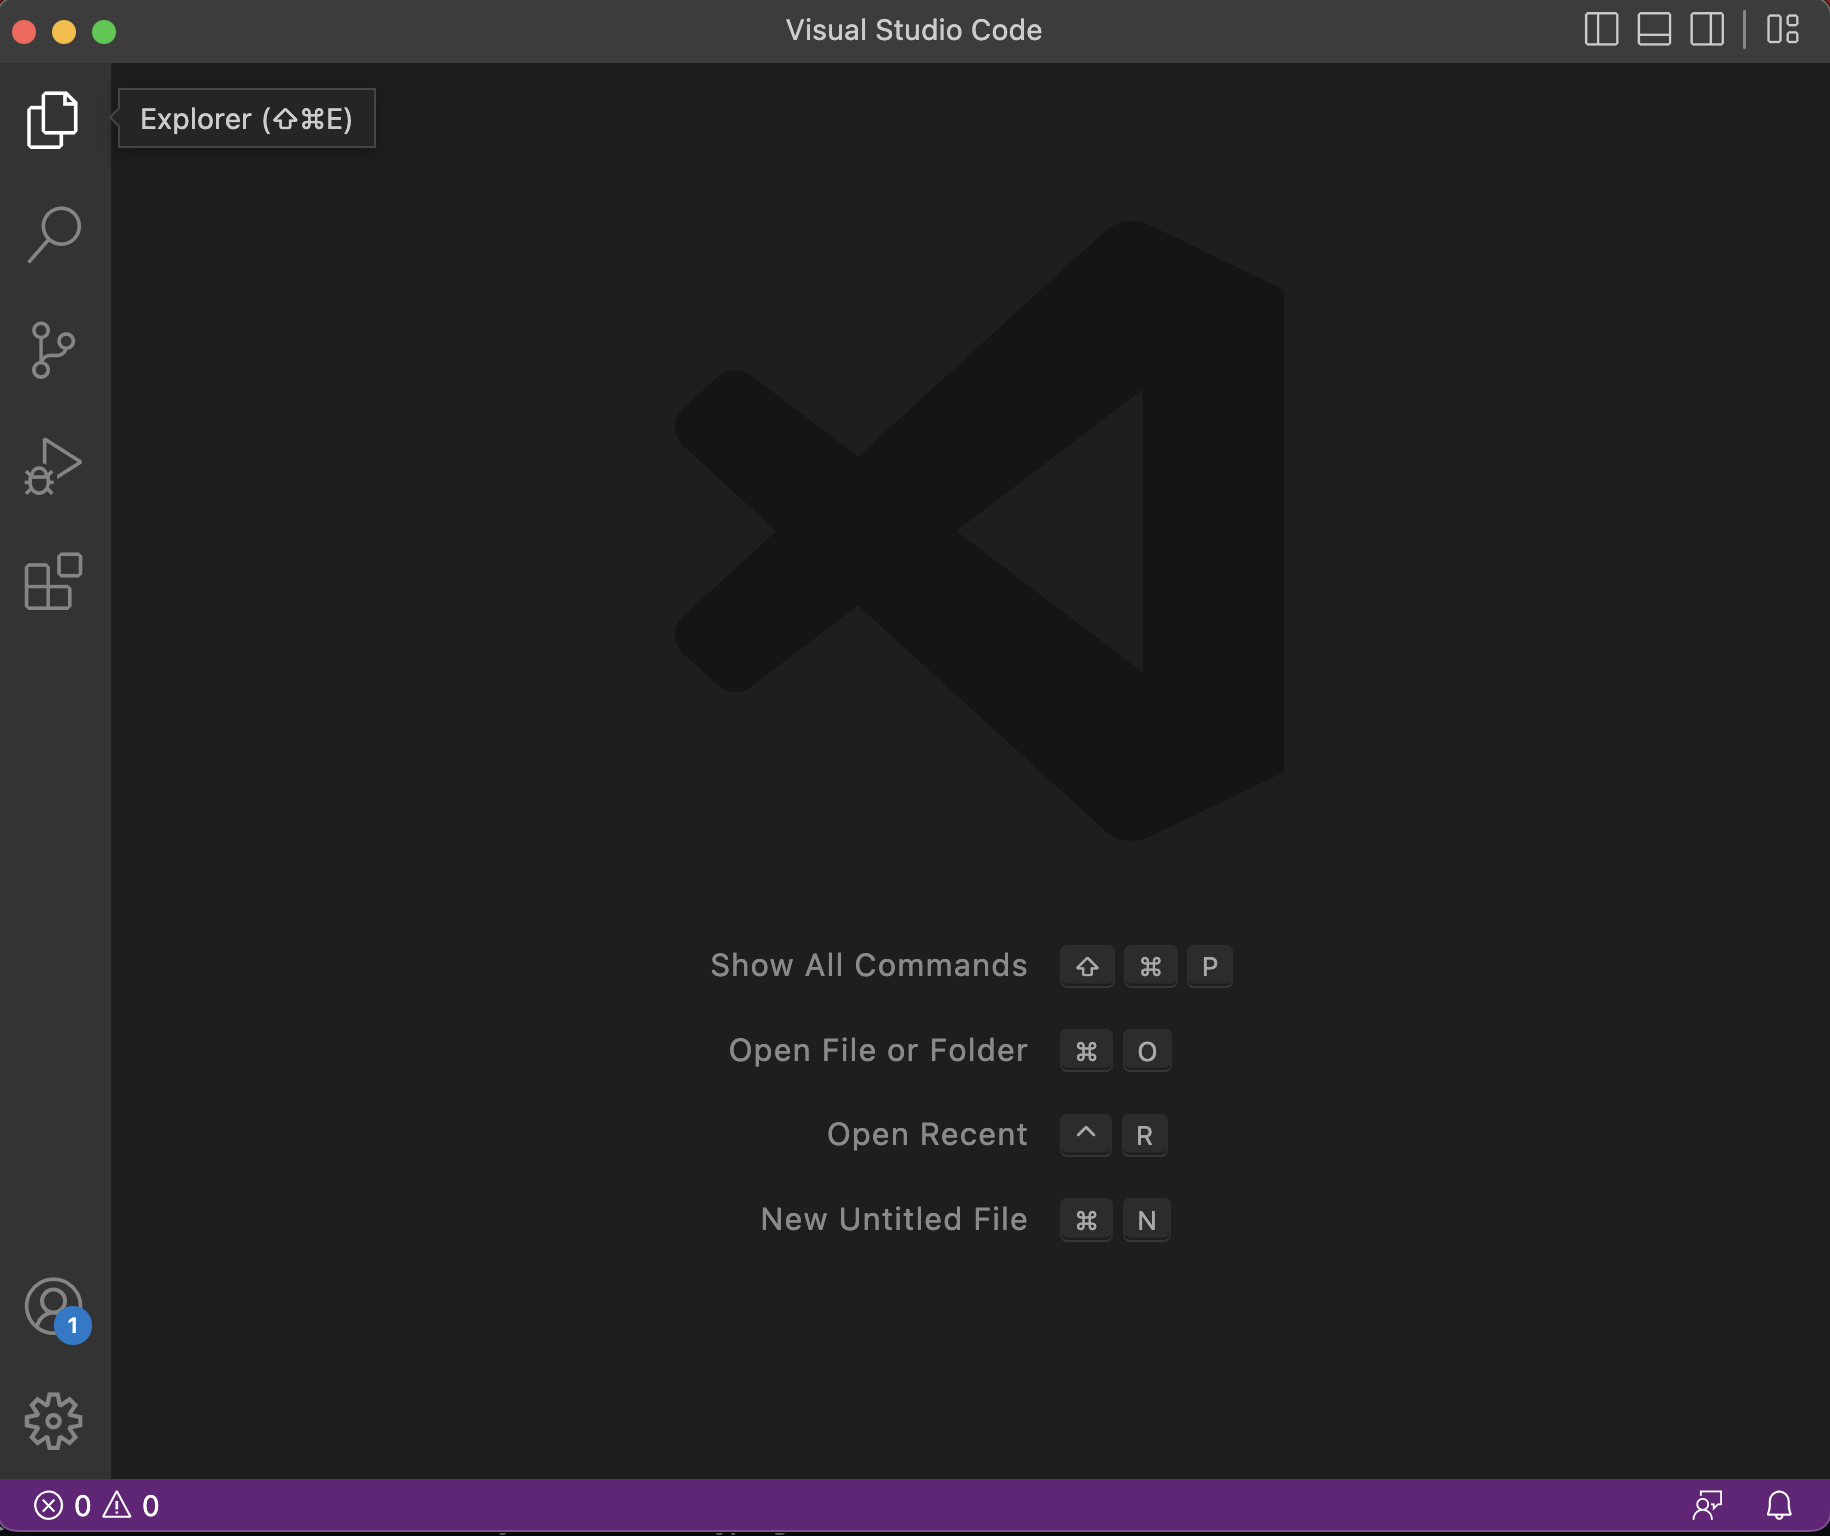 Visual Studio Code
Explorer (⇧⌘E)
Show All Commands ⇧ ⌘ P
Open File or Folder ⌘ O
Open Recent ^ R
New Untitled File ⌘ N
1
0 0